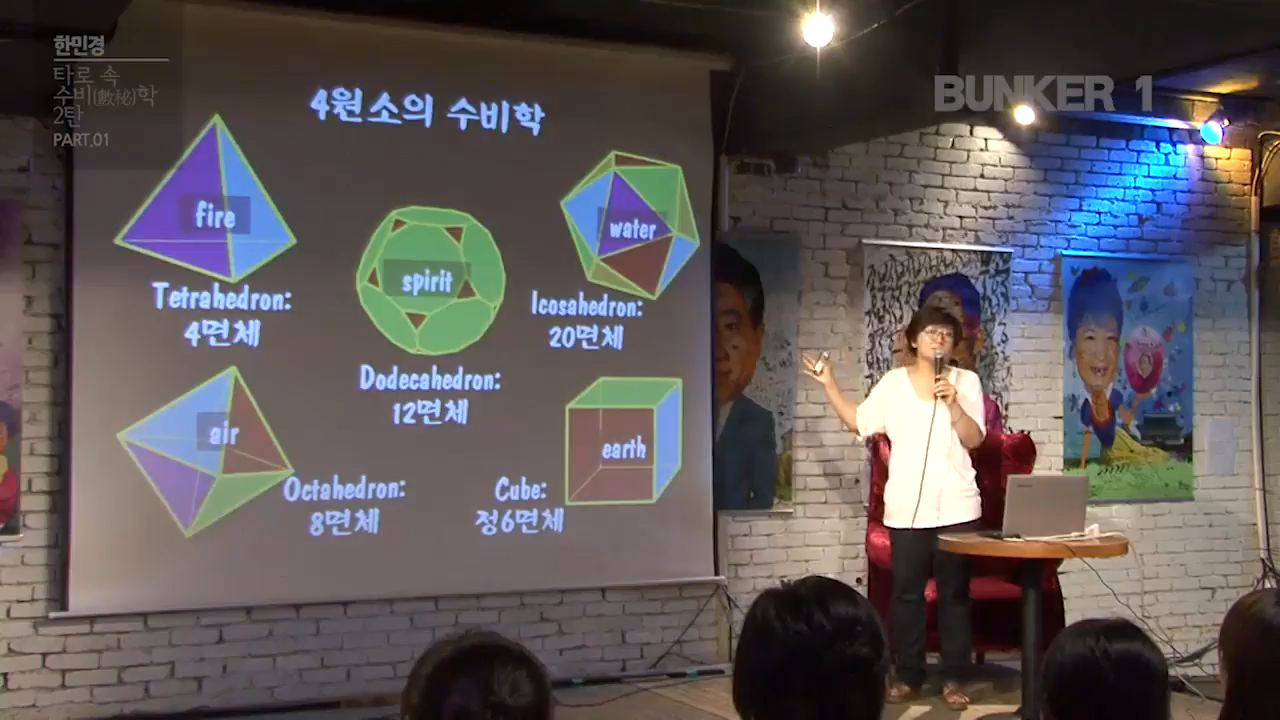 한민경
타로 속
수비(數秘)학
2탄
PART.01
BUNKER 1
4원소의 수비학
fire
Tetrahedron:
4면체
spirit
Dodecahedron:
12면체
water
Icosahedron:
20면체
air
Octahedron:
8면체
earth
Cube:
정6면체